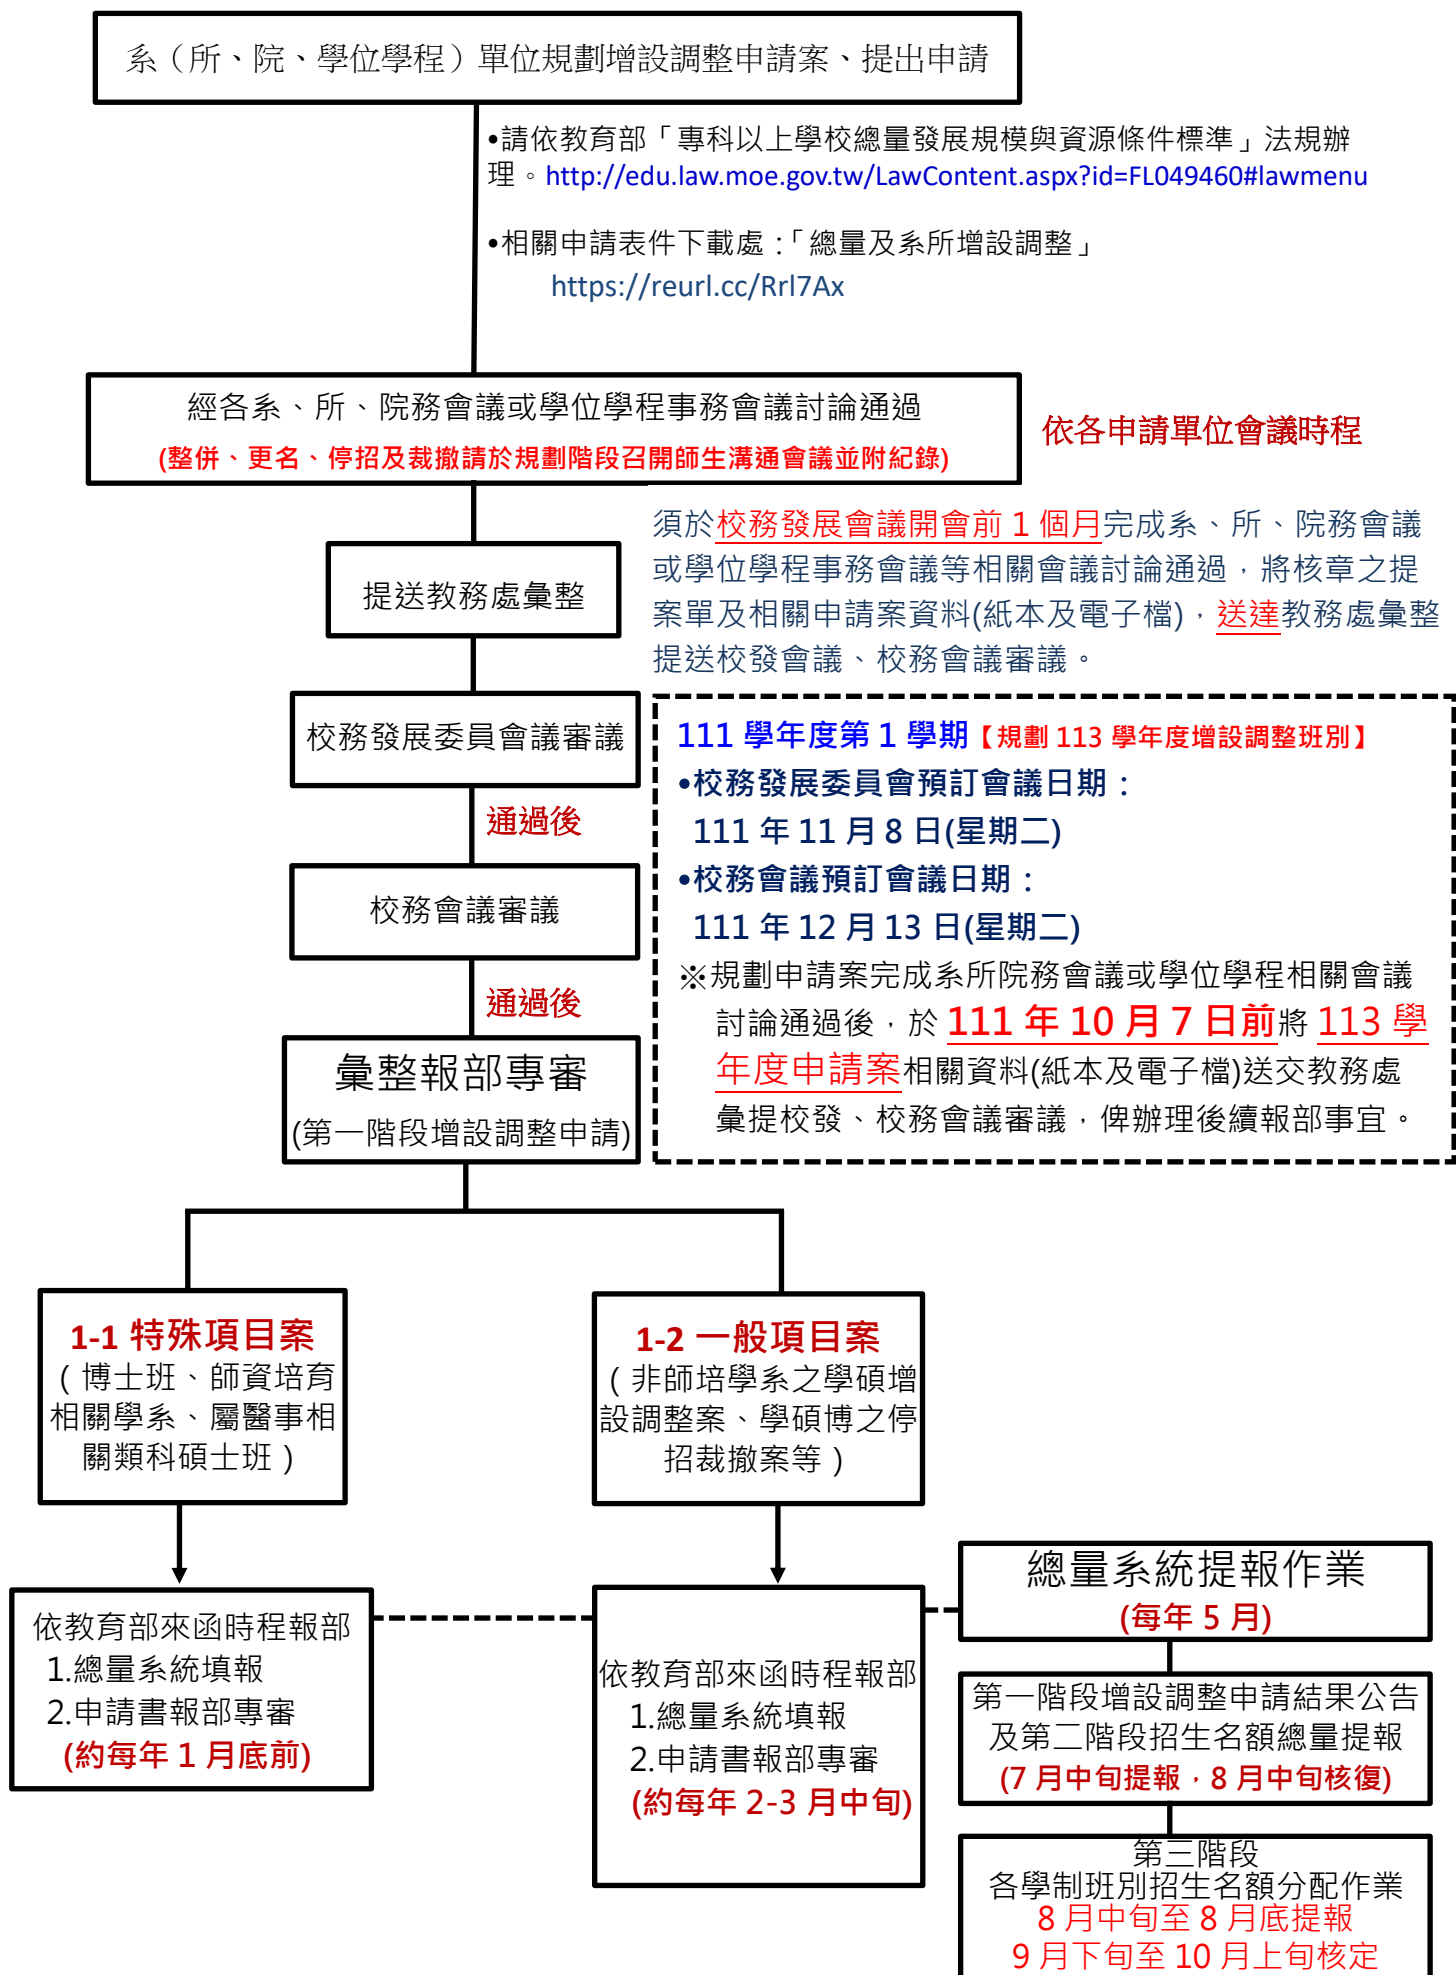 系（所、院、學位學程）單位規劃增設調整申請案、提出申請
•請依教育部「專科以上學校總量發展規模與資源條件標準」法規辦
理。http://edu.law.moe.gov.tw/LawContent.aspx?id=FL049460#lawmenu
•相關申請表件下載處：「總量及系所增設調整」
https://reurl.cc/Rrl7Ax
經各系、所、院務會議或學位學程事務會議討論通過
(整併、更名、停招及裁撤請於規劃階段召開師生溝通會議並附紀錄)
依各申請單位會議時程
提送教務處彙整
須於校務發展會議開會前 1 個月完成系、所、院務會議
或學位學程事務會議等相關會議討論通過，將核章之提
案單及相關申請案資料(紙本及電子檔)，送達教務處彙整
提送校發會議、校務會議審議。
校務發展委員會議審議
通過後
校務會議審議
通過後
彙整報部專審
(第一階段增設調整申請)
111 學年度第 1 學期【規劃 113 學年度增設調整班別】
•校務發展委員會預訂會議日期：
111 年 11 月 8 日(星期二)
•校務會議預訂會議日期：
111 年 12 月 13 日(星期二)
※規劃申請案完成系所院務會議或學位學程相關會議
討論通過後，於 111 年 10 月 7 日前將 113 學
年度申請案相關資料(紙本及電子檔)送交教務處
彙提校發、校務會議審議，俾辦理後續報部事宜。
1-1 特殊項目案
（博士班、師資培育
相關學系、屬醫事相
關類科碩士班）
1-2 一般項目案
（非師培學系之學碩增
設調整案、學碩博之停
招裁撤案等）
依教育部來函時程報部
1.總量系統填報
2.申請書報部專審
(約每年 1 月底前)
依教育部來函時程報部
1.總量系統填報
2.申請書報部專審
(約每年 2-3 月中旬)
總量系統提報作業
(每年 5 月)
第一階段增設調整申請結果公告
及第二階段招生名額總量提報
(7 月中旬提報，8 月中旬核復)
第三階段
各學制班別招生名額分配作業
8 月中旬至 8 月底提報
9 月下旬至 10 月上旬核定